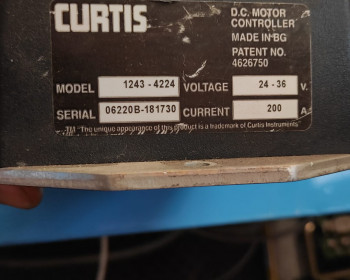 CURTIS
D.C. MOTOR
CONTROLLER
MADE IN BG
PATENT NO.
4626750
MODEL 1243 - 4224 VOLTAGE 24 - 36 V.
SERIAL 06220B-181730 CURRENT 200 A.
TM The unique appearance of this product is a trademark of Curtis Instruments